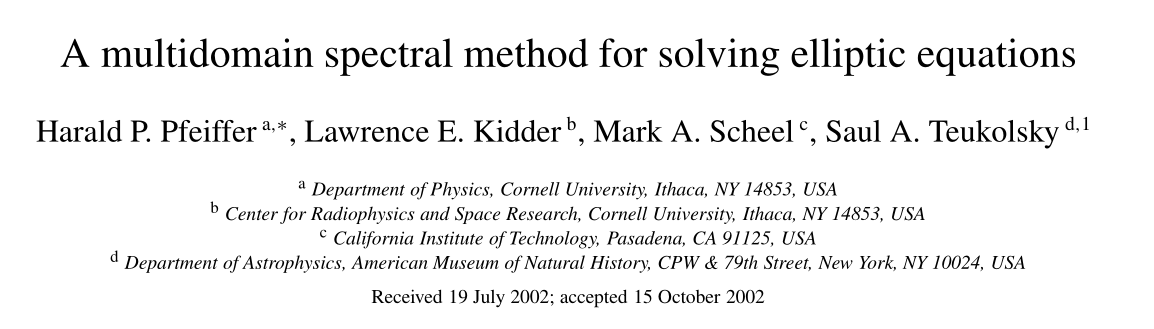 A multidomain spectral method for solving elliptic equations
Harald P. Pfeiffer a,*, Lawrence E. Kidder b, Mark A. Scheel c, Saul A. Teukolsky d,1
a Department of Physics, Cornell University, Ithaca, NY 14853, USA
b Center for Radiophysics and Space Research, Cornell University, Ithaca, NY 14853, USA
c California Institute of Technology, Pasadena, CA 91125, USA
d Department of Astrophysics, American Museum of Natural History, CPW & 79th Street, New York, NY 10024, USA
Received 19 July 2002; accepted 15 October 2002